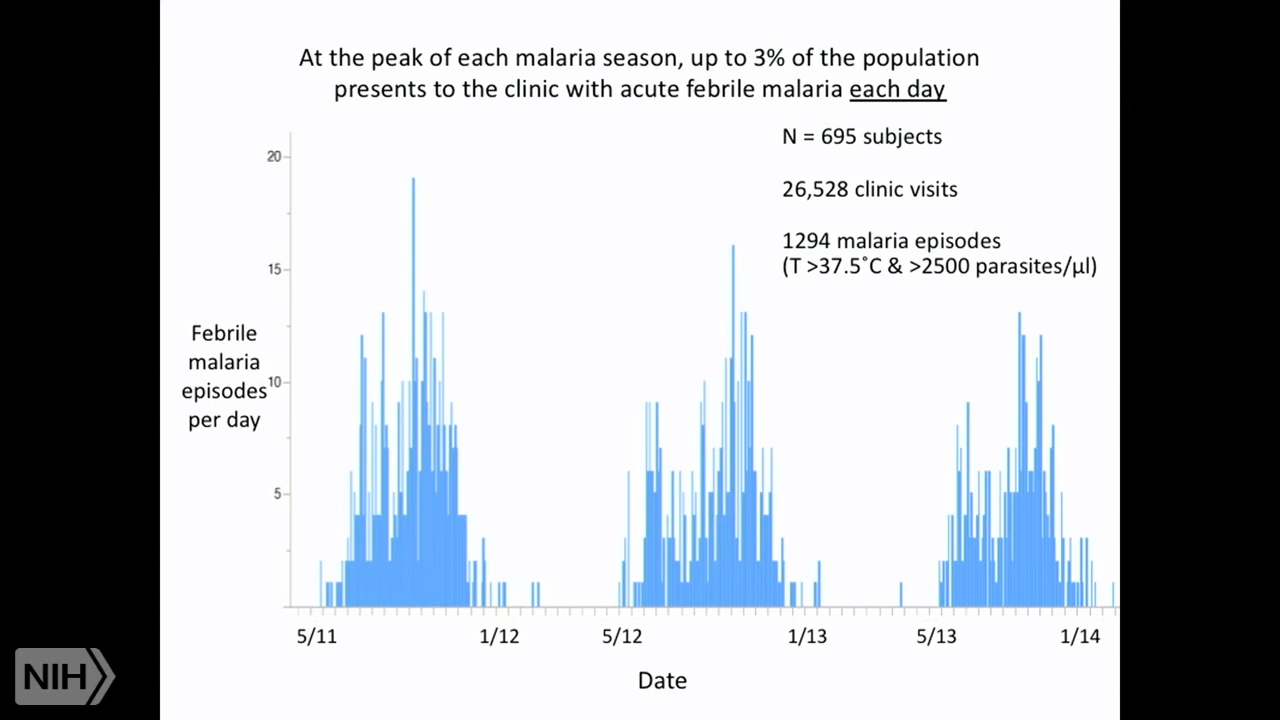 At the peak of each malaria season, up to 3% of the population
presents to the clinic with acute febrile malaria each day
N = 695 subjects
26,528 clinic visits
1294 malaria episodes
(T >37.5˚C & >2500 parasites/µl)
Febrile
malaria
episodes
per day
20
15
10
5
5/11
1/12
5/12
1/13
5/13
1/14
Date
NIH